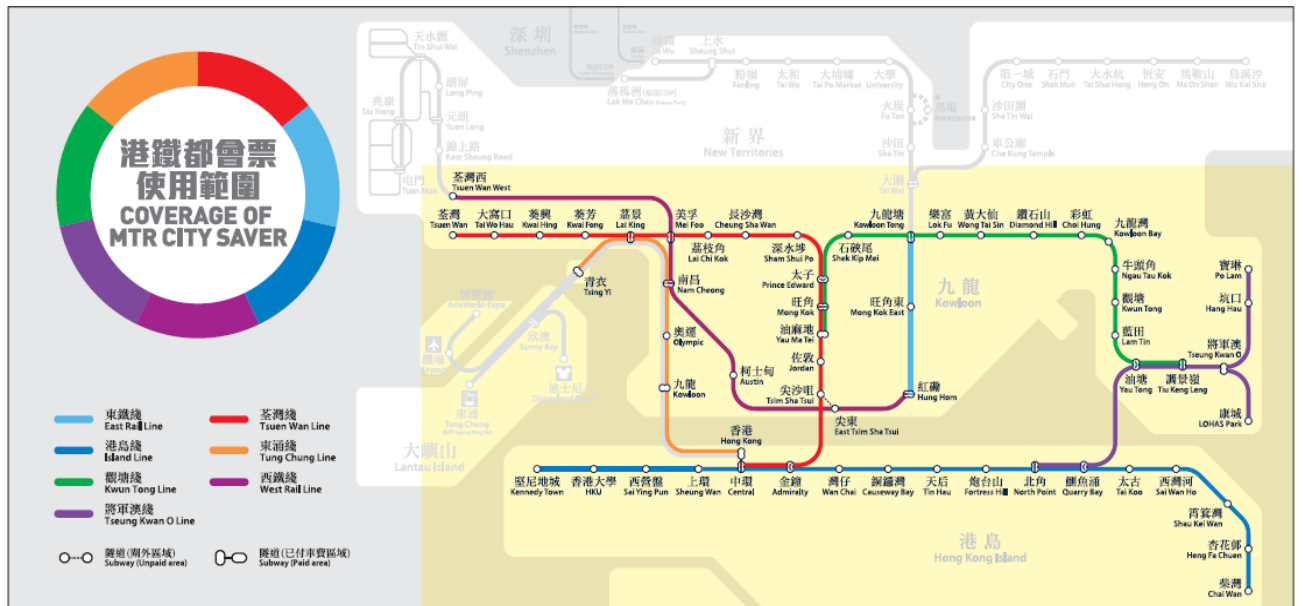 港鐵都會票
使用範圍
COVERAGE OF
MTR CITY SAVER
東鐵綫
East Rail Line
港島綫
Island Line
觀塘綫
Kwun Tong Line
將軍澳綫
Tseung Kwan O Line
荃灣綫
Tsuen Wan Line
東涌綫
Tung Chung Line
西鐵綫
West Rail Line
隧道(閘外區域)
Subway (Unpaid area)
隧道(已付車費區域)
Subway (Paid area)
深圳
Shenzhen
天水圍
Tin Shui Wai
朗屏
Long Ping
兆康
Siu Hong
元朗
Yuen Long
錦上路
Kam Sheung Road
屯門
Tuen Mun
上水
Sheung Shui
粉嶺
Fanling
太和
Tai Wo
大埔墟
Tai Po Market
大學
University
火炭
Fo Tan
馬場
Racecourse
沙田
Sha Tin
大圍
Tai Wai
第一城
City One
石門
Shek Mun
大水坑
Tai Shui Hang
恆安
Heng On
馬鞍山
Ma On Shan
烏溪沙
Wu Kai Sha
沙田圍
Sha Tin Wai
車公廟
Che Kung Temple
新界
New Territories
荃灣西
Tsuen Wan West
荃灣
Tsuen Wan
大窩口
Tai Wo Hau
葵興
Kwai Hing
葵芳
Kwai Fong
茘景
Lai King
美孚
Mei Foo
長沙灣
Cheung Sha Wan
茘枝角
Lai Chi Kok
深水埗
Sham Shui Po
九龍塘
Kowloon Tong
石硤尾
Shek Kip Mei
樂富
Lok Fu
黃大仙
Wong Tai Sin
鑽石山
Diamond Hill
彩虹
Choi Hung
九龍灣
Kowloon Bay
牛頭角
Ngau Tau Kok
觀塘
Kwun Tong
藍田
Lam Tin
油塘
Yau Tong
調景嶺
Tiu Keng Leng
寶琳
Po Lam
坑口
Hang Hau
將軍澳
Tseung Kwan O
康城
LOHAS Park
青衣
Tsing Yi
南昌
Nam Cheong
太子
Prince Edward
旺角
Mong Kok
油麻地
Yau Ma Tei
佐敦
Jordan
尖沙咀
Tsim Sha Tsui
旺角東
Mong Kok East
九龍
Kowloon
奧運
Olympic
九龍
Kowloon
柯士甸
Austin
紅磡
Hung Hom
尖東
East Tsim Sha Tsui
博覽館
AsiaWorld-Expo
機場
Airport
欣澳
Sunny Bay
迪士尼
東涌
Tung Chung
大嶼山
Lantau Island
香港
Hong Kong
堅尼地城
Kennedy Town
香港大學
HKU
西營盤
Sai Ying Pun
上環
Sheung Wan
中環
Central
金鐘
Admiralty
灣仔
Wan Chai
銅鑼灣
Causeway Bay
天后
Tin Hau
炮台山
Fortress Hill
北角
North Point
鰂魚涌
Quarry Bay
太古
Tai Koo
西灣河
Sai Wan Ho
筲箕灣
Shau Kei Wan
杏花邨
Heng Fa Chuen
柴灣
Chai Wan
港島
Hong Kong Island